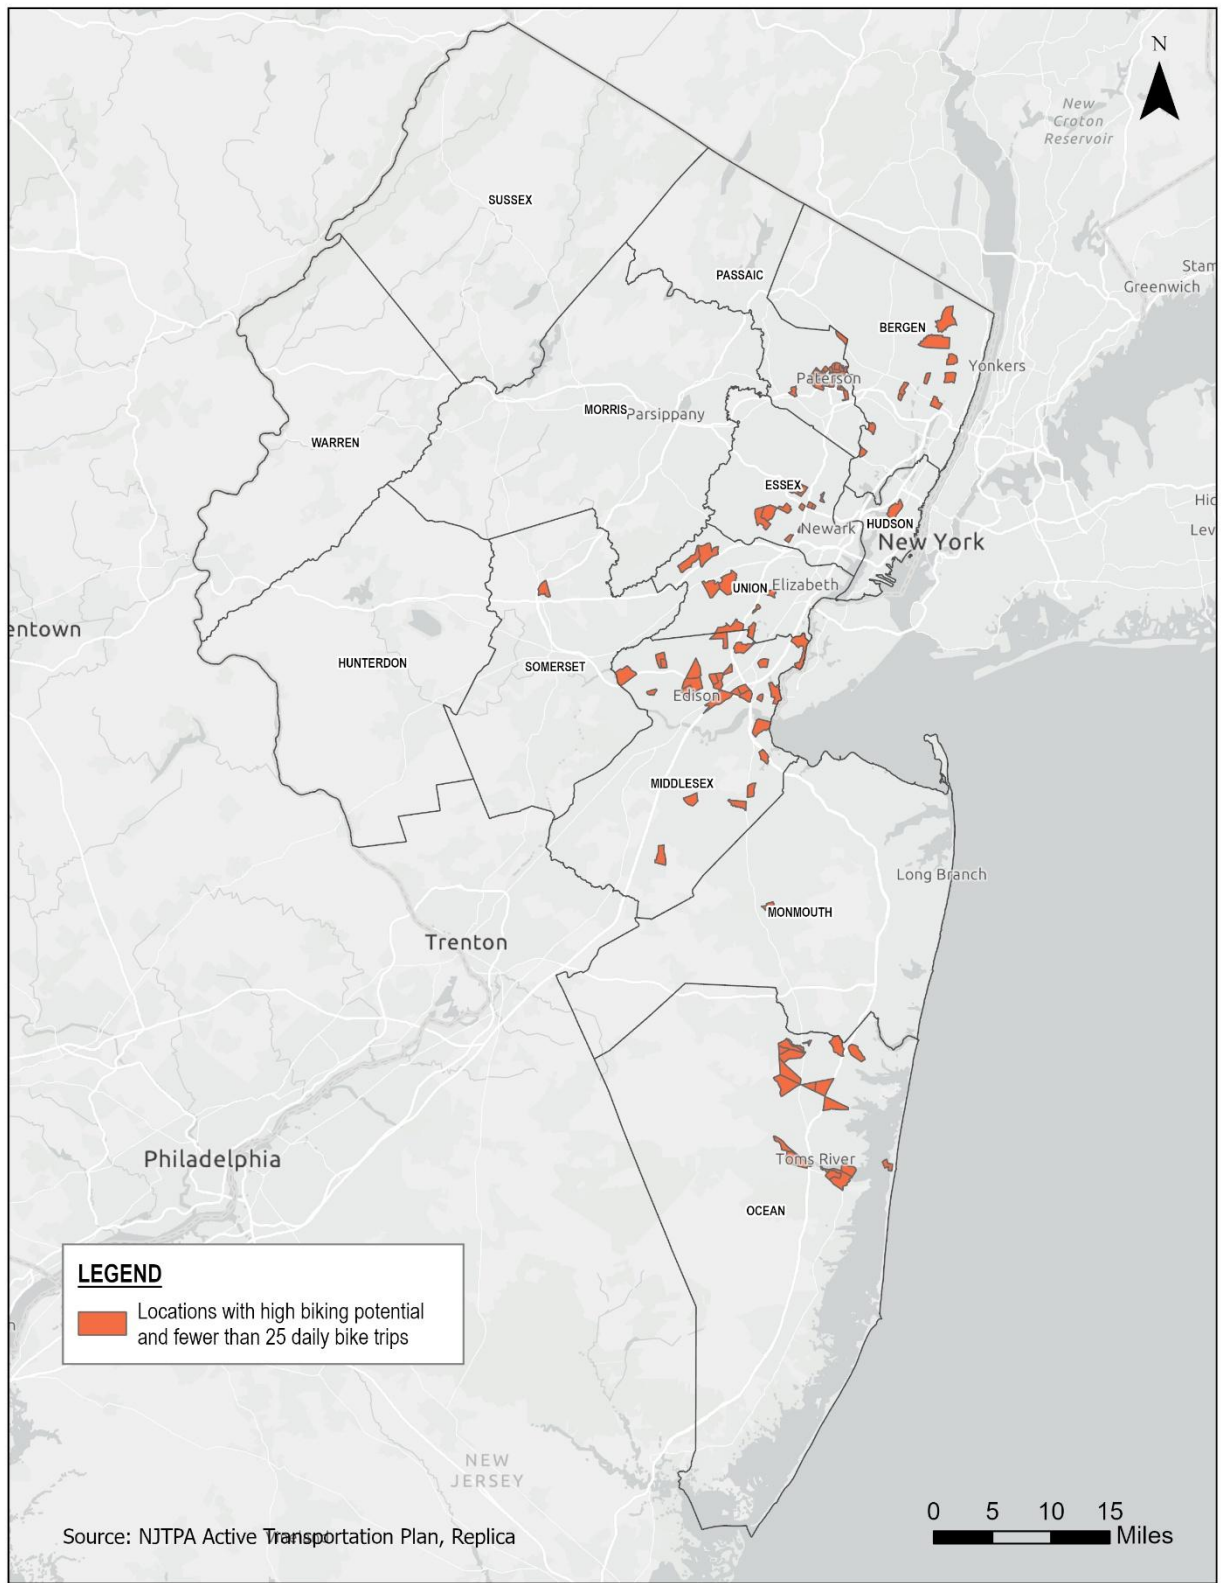 N
New
Croton
Reservoir
SUSSEX
Stam
PASSAIC
Greenwich
BERGEN
Yonkers
Paterson
MORRIS
Parsippany
WARREN
ESSEX
Hic
Newark
HUDSON
Lev
New York
UNION
Elizabeth
entown
HUNTERDON
SOMERSET
Edison
MIDDLESEX
Long Branch
MONMOUTH
Trenton
Philadelphia
Toms River
OCEAN
LEGEND
Locations with high biking potential
and fewer than 25 daily bike trips
NEW
JERSEY
0 5 10 15
Miles
Source: NJTPA Active Transportation Plan, Replica